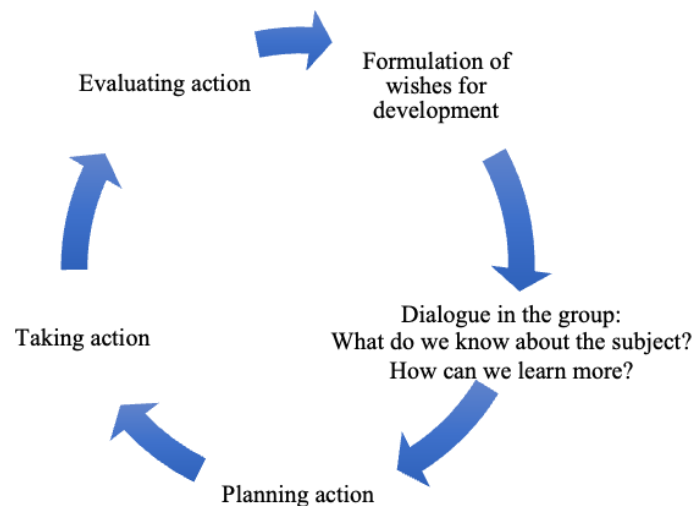 Formulation of
wishes for
development
Dialogue in the group:
What do we know about the subject?
How can we learn more?
Planning action
Taking action
Evaluating action